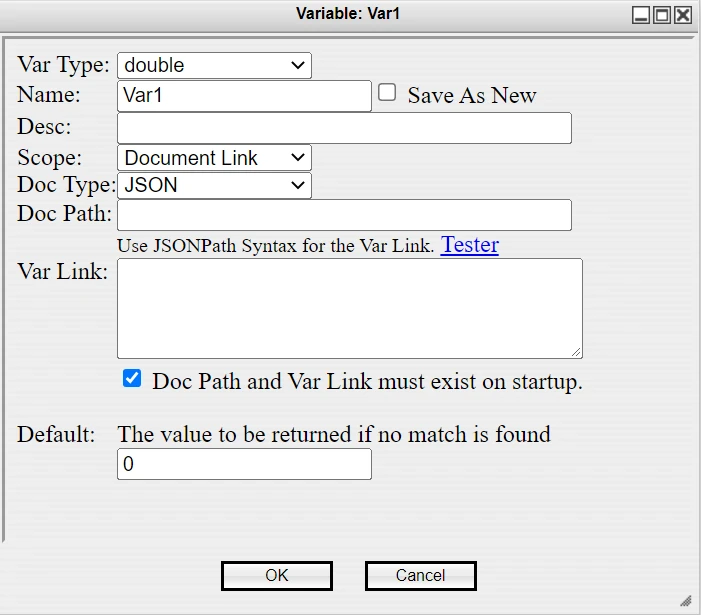 Variable: Var1
Var Type: double
Name: Var1 Save As New
Desc:
Scope: Document Link
Doc Type: JSON
Doc Path:
Use JSONPath Syntax for the Var Link. Tester
Var Link:
Doc Path and Var Link must exist on startup.
Default: The value to be returned if no match is found
0
OK Cancel